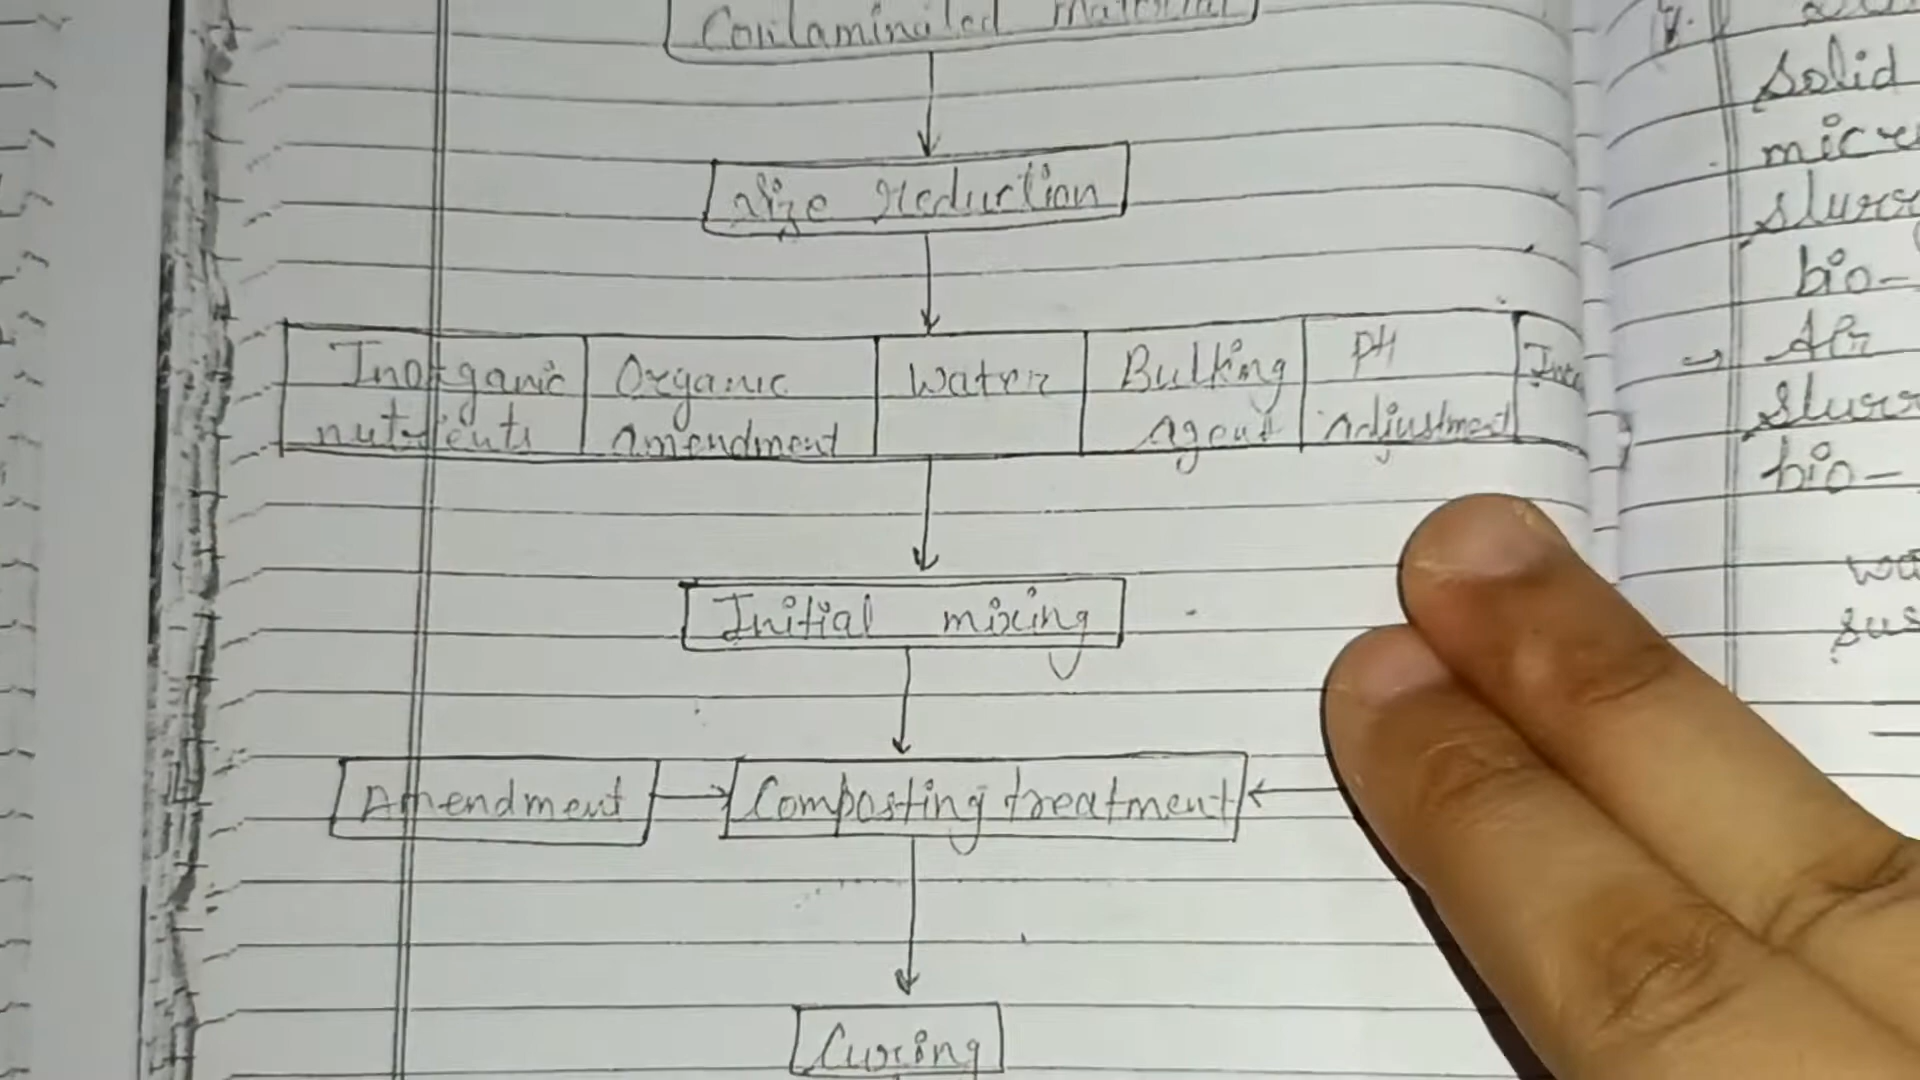 Contaminated material
Size reduction
Inorganic nutrients
Organic amendment
Water
Bulking agent
PH adjustment
Initial mixing
Amendment
Composting treatment
Curing
solid
bio-
bio-